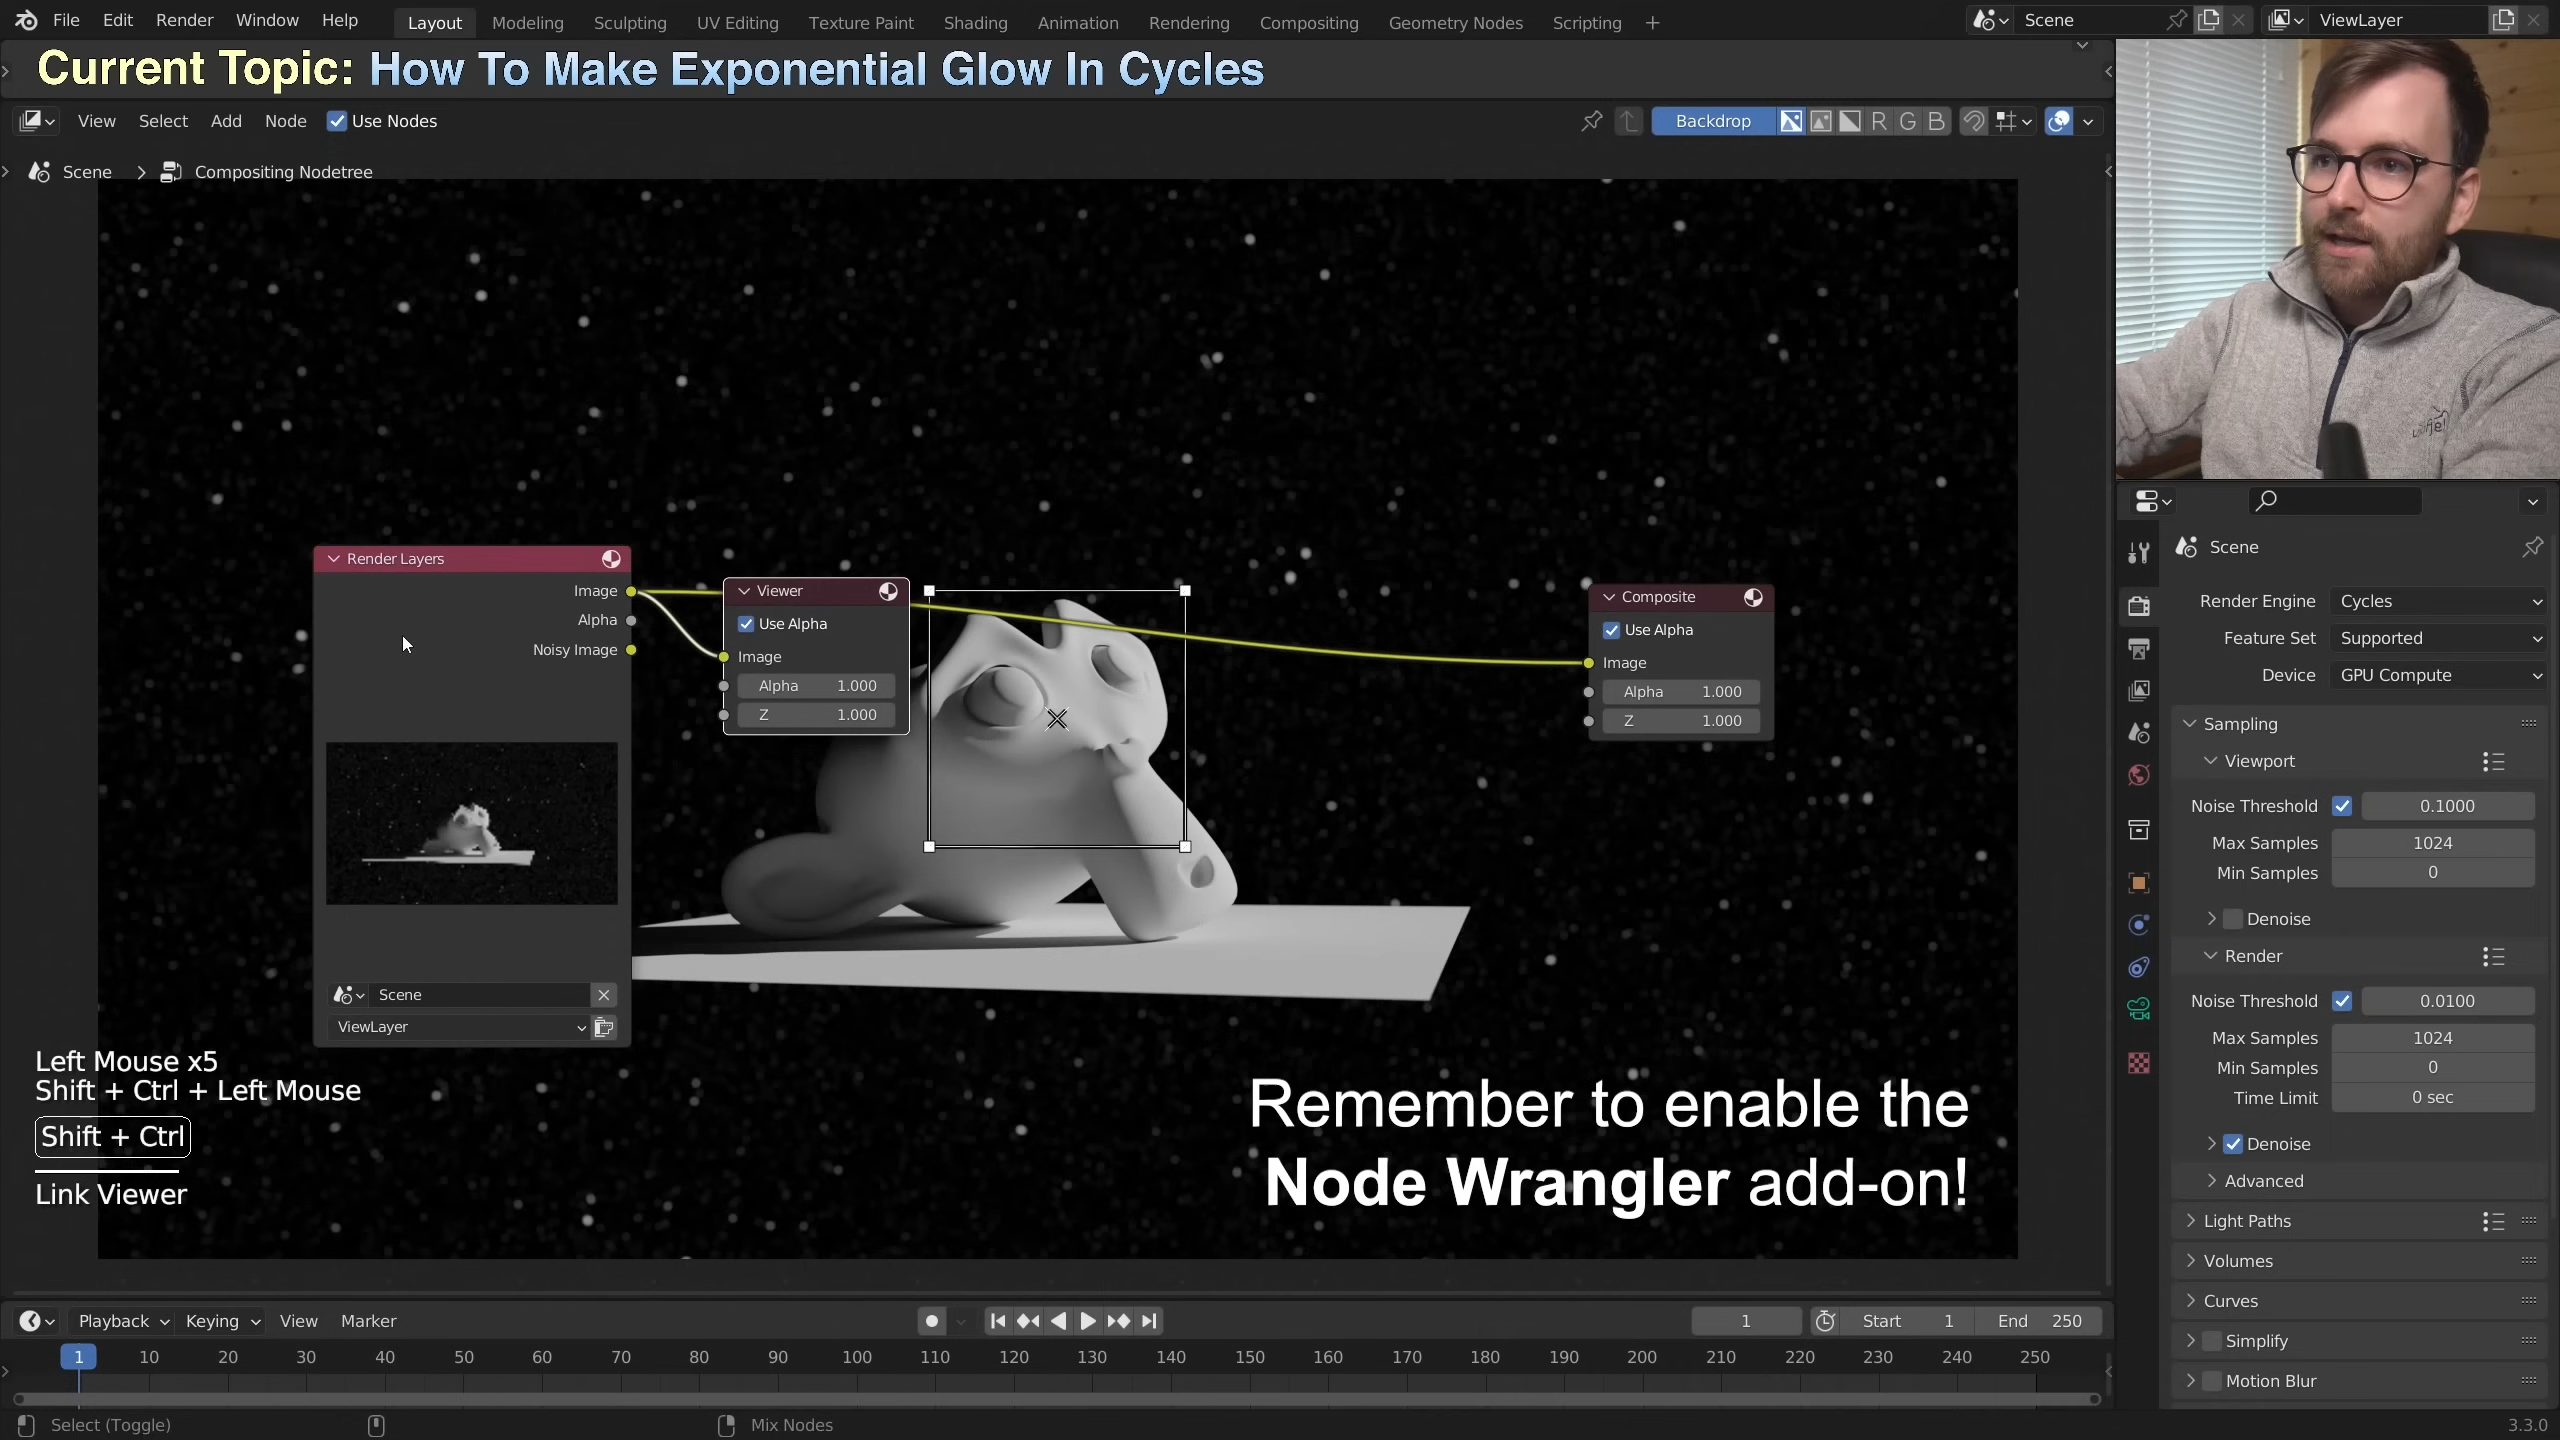 File Edit Render Window Help Layout Modeling Sculpting UV Editing Texture Paint Shading Animation Rendering Compositing Geometry Nodes Scripting + Scene ViewLayer
Current Topic: How To Make Exponential Glow In Cycles
View Select Add Node Use Nodes Backdrop R G B
Scene > Compositing Nodetree
Render Layers
Image
Alpha
Noisy Image
Scene
ViewLayer
Viewer
Use Alpha
Image
Alpha 1.000
Z 1.000
Composite
Use Alpha
Image
Alpha 1.000
Z 1.000
Left Mouse x5
Shift + Ctrl + Left Mouse
Shift + Ctrl
Link Viewer
Remember to enable the
Node Wrangler add-on!
Scene
Render Engine Cycles
Feature Set Supported
Device GPU Compute
Sampling
Viewport
Noise Threshold 0.1000
Max Samples 1024
Min Samples 0
Denoise
Render
Noise Threshold 0.0100
Max Samples 1024
Min Samples 0
Time Limit 0 sec
Denoise
Advanced
Light Paths
Volumes
Curves
Simplify
Motion Blur
Playback Keying View Marker 1 Start 1 End 250
1 10 20 30 40 50 60 70 80 90 100 110 120 130 140 150 160 170 180 190 200 210 220 230 240 250
Select (Toggle) Mix Nodes 3.3.0